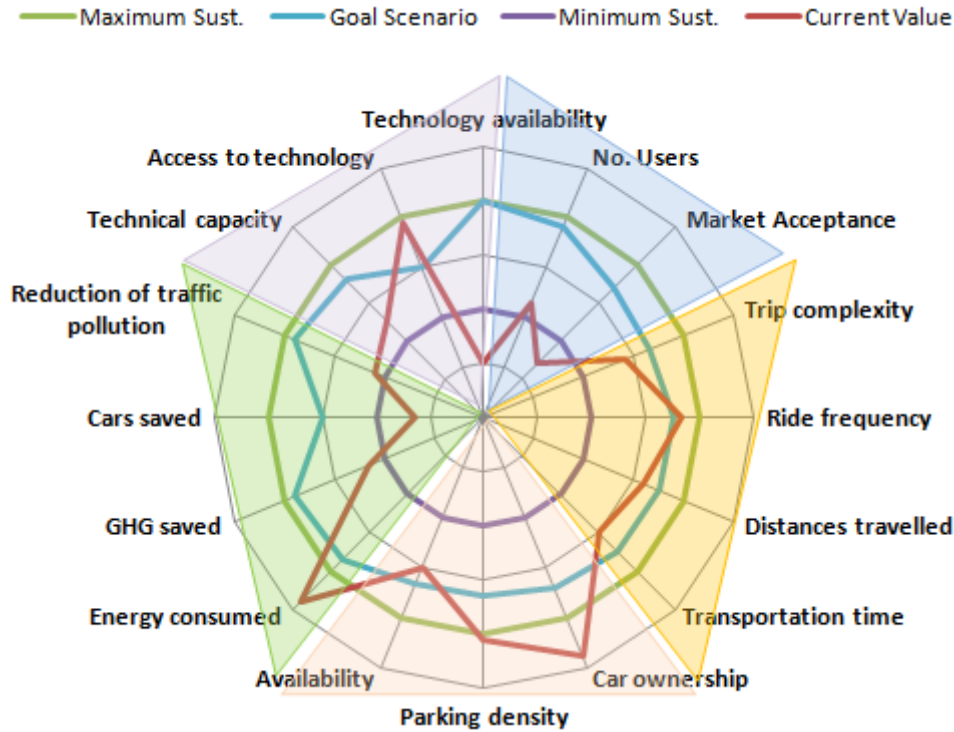 Maximum Sust. Goal Scenario Minimum Sust. Current Value
Technology availability
Access to technology No. Users
Technical capacity Market Acceptance
Reduction of traffic
pollution
Trip complexity
Cars saved Ride frequency
GHG saved Distances travelled
Energy consumed Transportation time
Availability Car ownership
Parking density